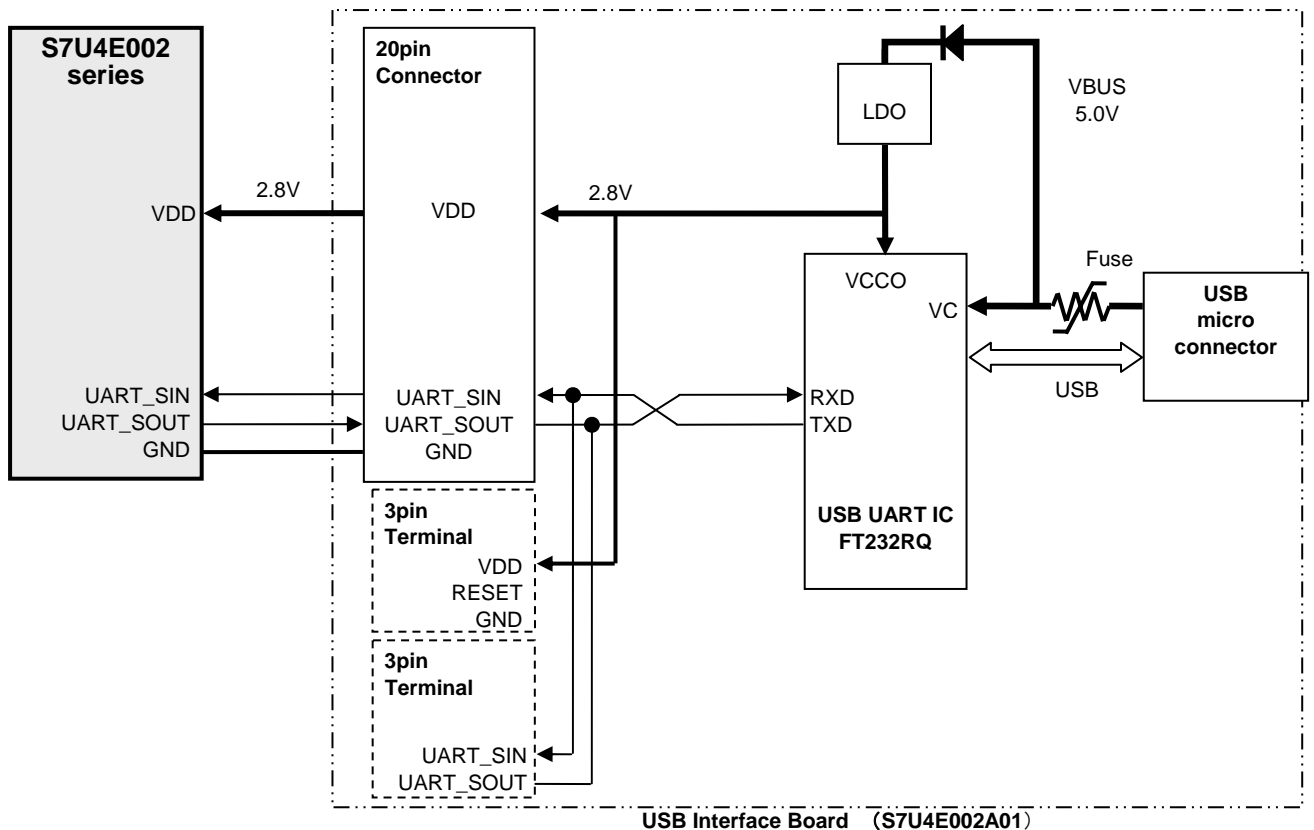 S7U4E002
series
VDD
UART_SIN
UART_SOUT
GND
2.8V
20pin
Connector
VDD
UART_SIN
UART_SOUT
GND
3pin
Terminal
VDD
RESET
GND
3pin
Terminal
UART_SIN
UART_SOUT
2.8V
LDO
VBUS
5.0V
VCCO
VC
RXD
TXD
USB UART IC
FT232RQ
Fuse
USB
USB
micro
connector
USB Interface Board （S7U4E002A01）